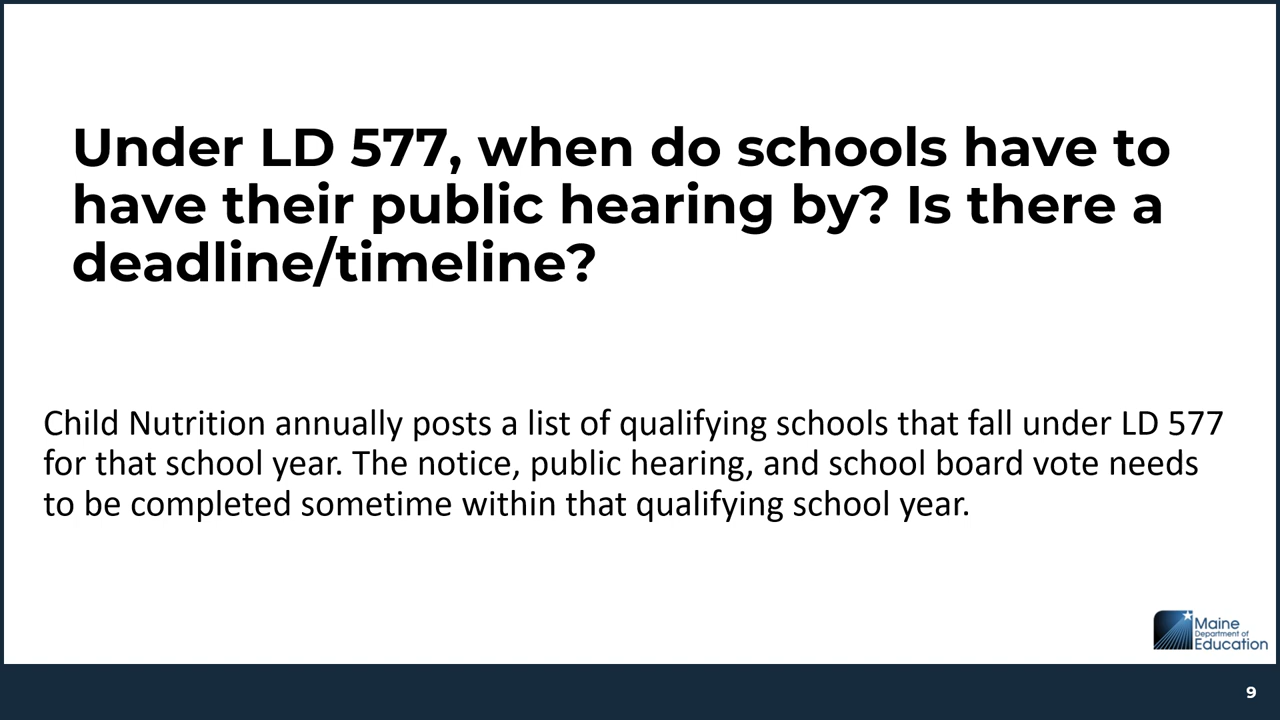 Under LD 577, when do schools have to
have their public hearing by? Is there a
deadline/timeline?
Child Nutrition annually posts a list of qualifying schools that fall under LD 577
for that school year. The notice, public hearing, and school board vote needs
to be completed sometime within that qualifying school year.
Maine
Department of
Education
9